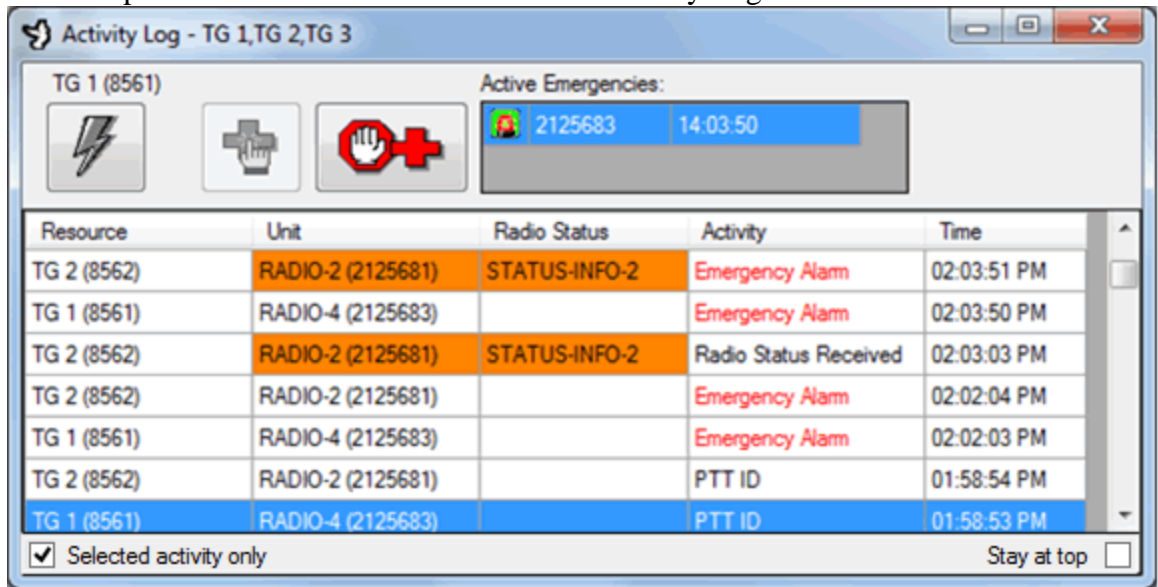 Activity Log - TG 1,TG 2,TG 3
TG 1 (8561) Active Emergencies:
2125683 14:03:50
Resource Unit Radio Status Activity Time
TG 2 (8562) RADIO-2 (2125681) STATUS-INFO-2 Emergency Alarm 02:03:51 PM
TG 1 (8561) RADIO-4 (2125683) Emergency Alarm 02:03:50 PM
TG 2 (8562) RADIO-2 (2125681) STATUS-INFO-2 Radio Status Received 02:03:03 PM
TG 2 (8562) RADIO-2 (2125681) Emergency Alarm 02:02:04 PM
TG 1 (8561) RADIO-4 (2125683) Emergency Alarm 02:02:03 PM
TG 2 (8562) RADIO-2 (2125681) PTT ID 01:58:54 PM
TG 1 (8561) RADIO-4 (2125683) PTT ID 01:58:53 PM
Selected activity only Stay at top